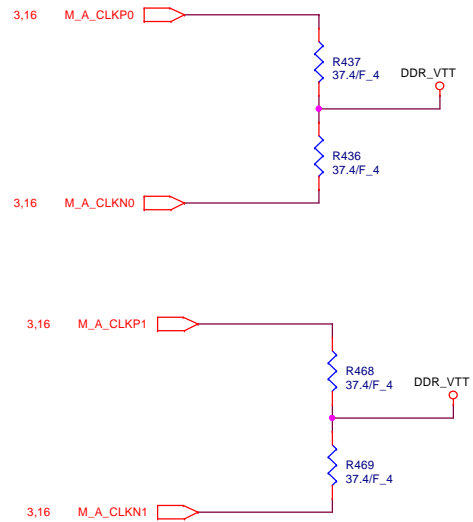 3,16 M_A_CLKP0
R437
37.4/F_4
DDR_VTT
R436
37.4/F_4
3,16 M_A_CLKN0
3,16 M_A_CLKP1
R468
37.4/F_4
DDR_VTT
R469
37.4/F_4
3,16 M_A_CLKN1